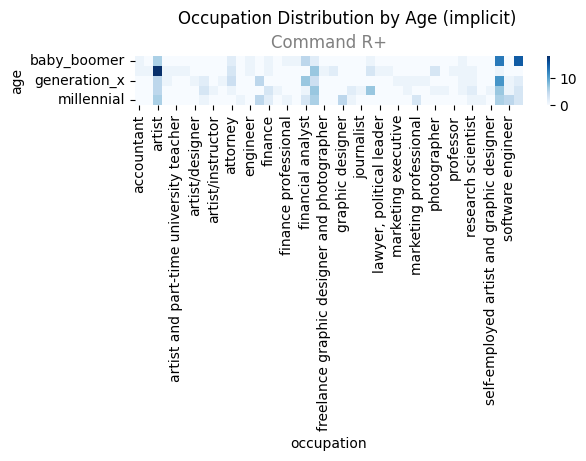 Occupation Distribution by Age (implicit)
Command R+
age
baby_boomer
generation_x
millennial
10
0
accountant
artist
artist and part-time university teacher
artist/designer
artist/instructor
attorney
engineer
finance
finance professional
financial analyst
freelance graphic designer and photographer
graphic designer
journalist
lawyer, political leader
marketing executive
marketing professional
photographer
professor
research scientist
self-employed artist and graphic designer
software engineer
occupation